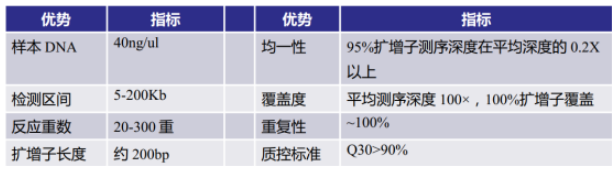 优势 指标 优势 指标
样本 DNA 40ng/ul 均一性 95%扩增子测序深度在平均深度的 0.2X
以上
检测区间 5-200Kb 覆盖度 平均测序深度 100×，100%扩增子覆盖
反应重数 20-300 重 重复性 ~100%
扩增子长度 约 200bp 质控标准 Q30>90%